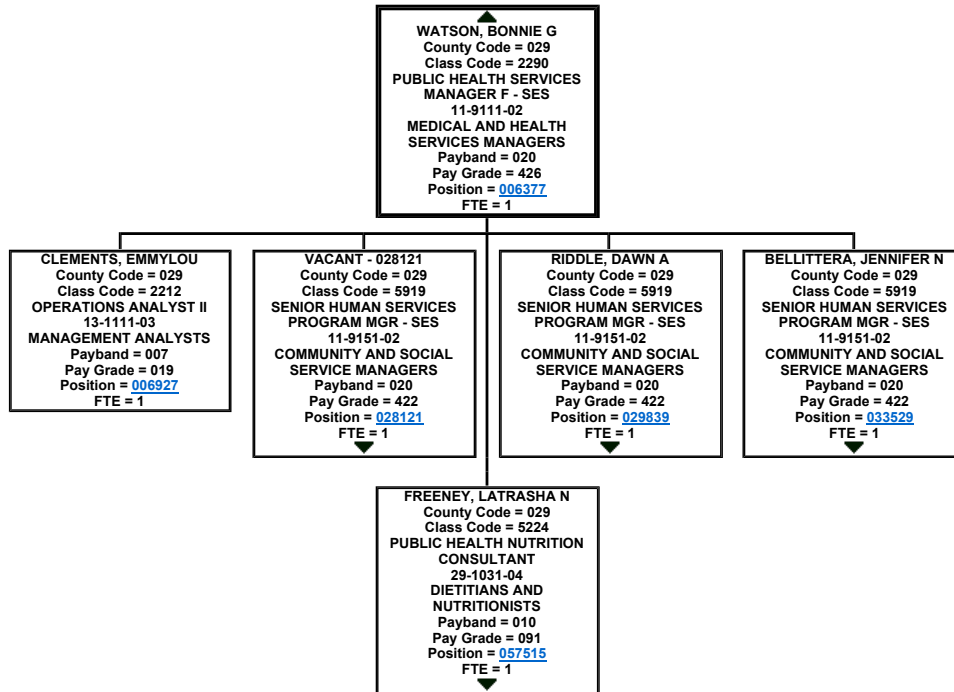 WATSON, BONNIE G
County Code = 029
Class Code = 2290
PUBLIC HEALTH SERVICES
MANAGER F - SES
11-9111-02
MEDICAL AND HEALTH
SERVICES MANAGERS
Payband = 020
Pay Grade = 426
Position = 006377
FTE = 1
CLEMENTS, EMMYLOU
County Code = 029
Class Code = 2212
OPERATIONS ANALYST II
13-1111-03
MANAGEMENT ANALYSTS
Payband = 007
Pay Grade = 019
Position = 006927
FTE = 1
VACANT - 028121
County Code = 029
Class Code = 5919
SENIOR HUMAN SERVICES
PROGRAM MGR - SES
11-9151-02
COMMUNITY AND SOCIAL
SERVICE MANAGERS
Payband = 020
Pay Grade = 422
Position = 028121
FTE = 1
RIDDLE, DAWN A
County Code = 029
Class Code = 5919
SENIOR HUMAN SERVICES
PROGRAM MGR - SES
11-9151-02
COMMUNITY AND SOCIAL
SERVICE MANAGERS
Payband = 020
Pay Grade = 422
Position = 029839
FTE = 1
BELLITTERA, JENNIFER N
County Code = 029
Class Code = 5919
SENIOR HUMAN SERVICES
PROGRAM MGR - SES
11-9151-02
COMMUNITY AND SOCIAL
SERVICE MANAGERS
Payband = 020
Pay Grade = 422
Position = 033529
FTE = 1
FREENEY, LATRASHA N
County Code = 029
Class Code = 5224
PUBLIC HEALTH NUTRITION
CONSULTANT
29-1031-04
DIETITIANS AND
NUTRITIONISTS
Payband = 010
Pay Grade = 091
Position = 057515
FTE = 1